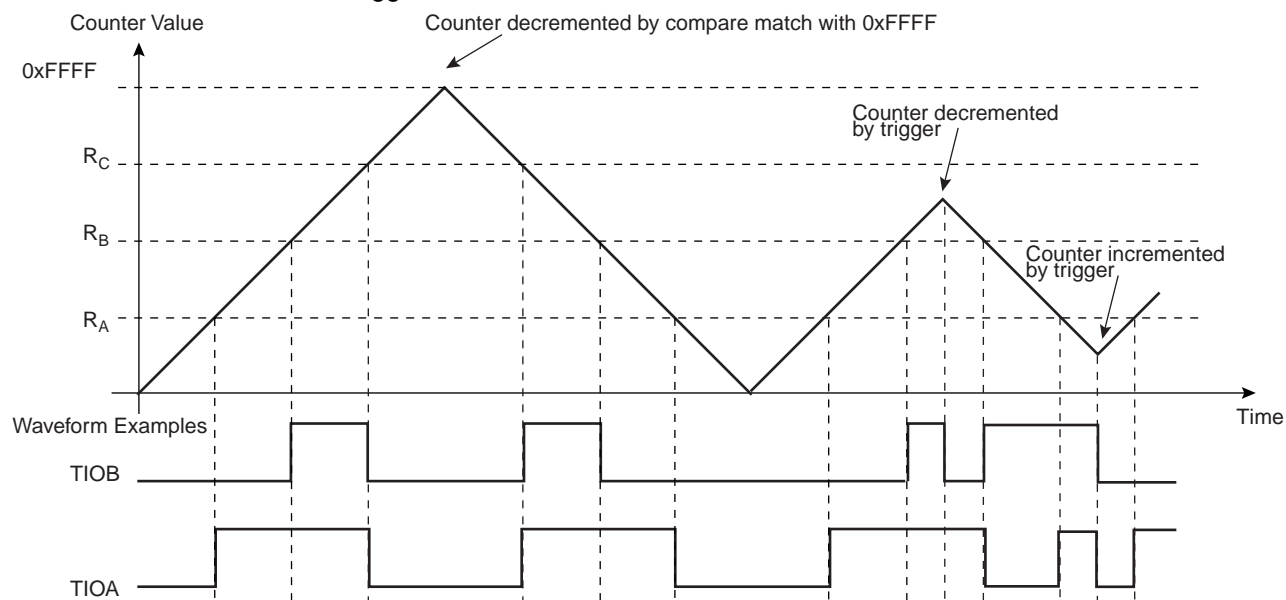 gg
Counter Value
Counter decremented by compare match with 0xFFFF
0xFFFF
Counter decremented
by trigger
RC
RB
Counter incremented
by trigger
RA
Time
Waveform Examples
TIOB
TIOA